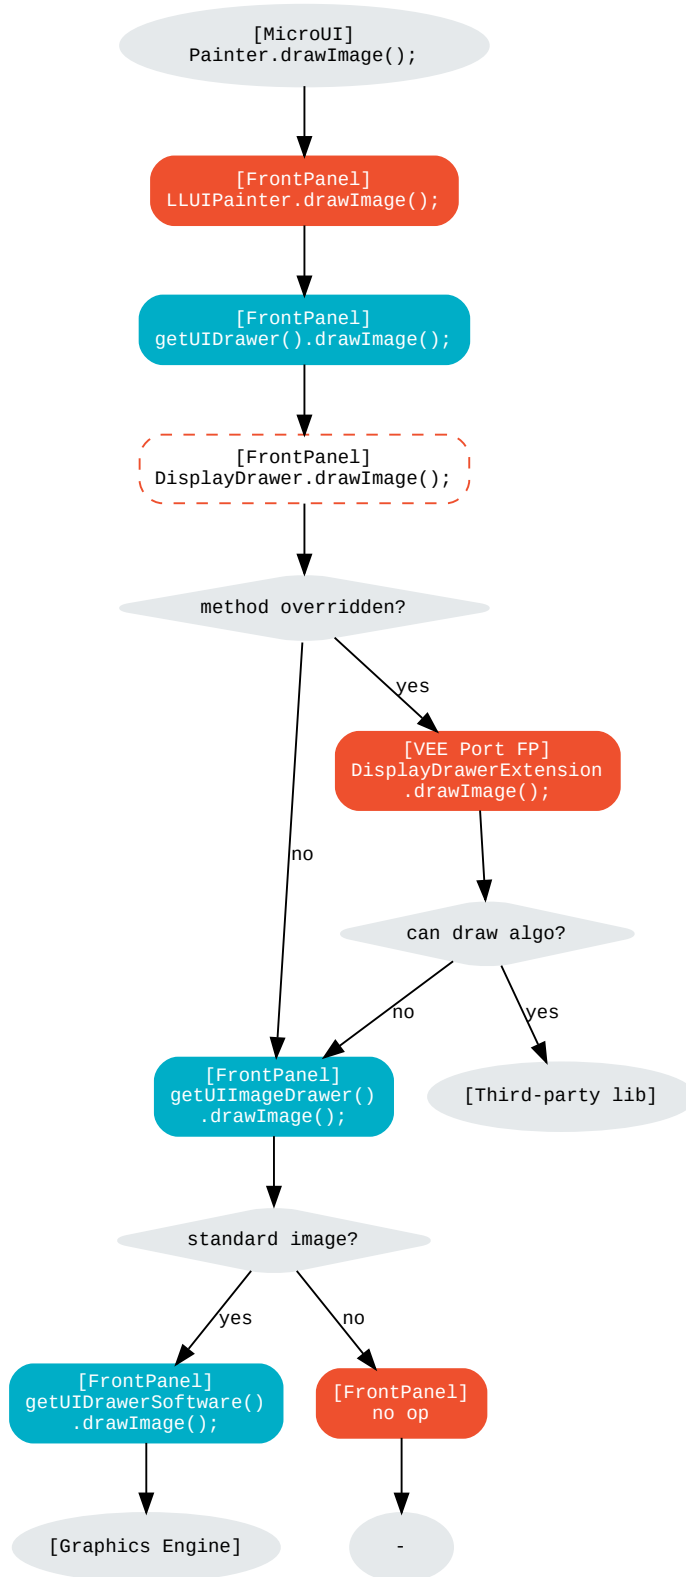 [MicroUI]
Painter.drawImage();
[FrontPanel]
LLUIPainter.drawImage();
[FrontPanel]
getUIDrawer().drawImage();
[FrontPanel]
DisplayDrawer.drawImage();
method overridden?
yes
[VEE Port FP]
DisplayDrawerExtension
.drawImage();
no
can draw algo?
no
yes
[FrontPanel]
getUIImageDrawer()
.drawImage();
[Third-party lib]
standard image?
yes
no
[FrontPanel]
getUIDrawerSoftware()
.drawImage();
[FrontPanel]
no op
[Graphics Engine]
-